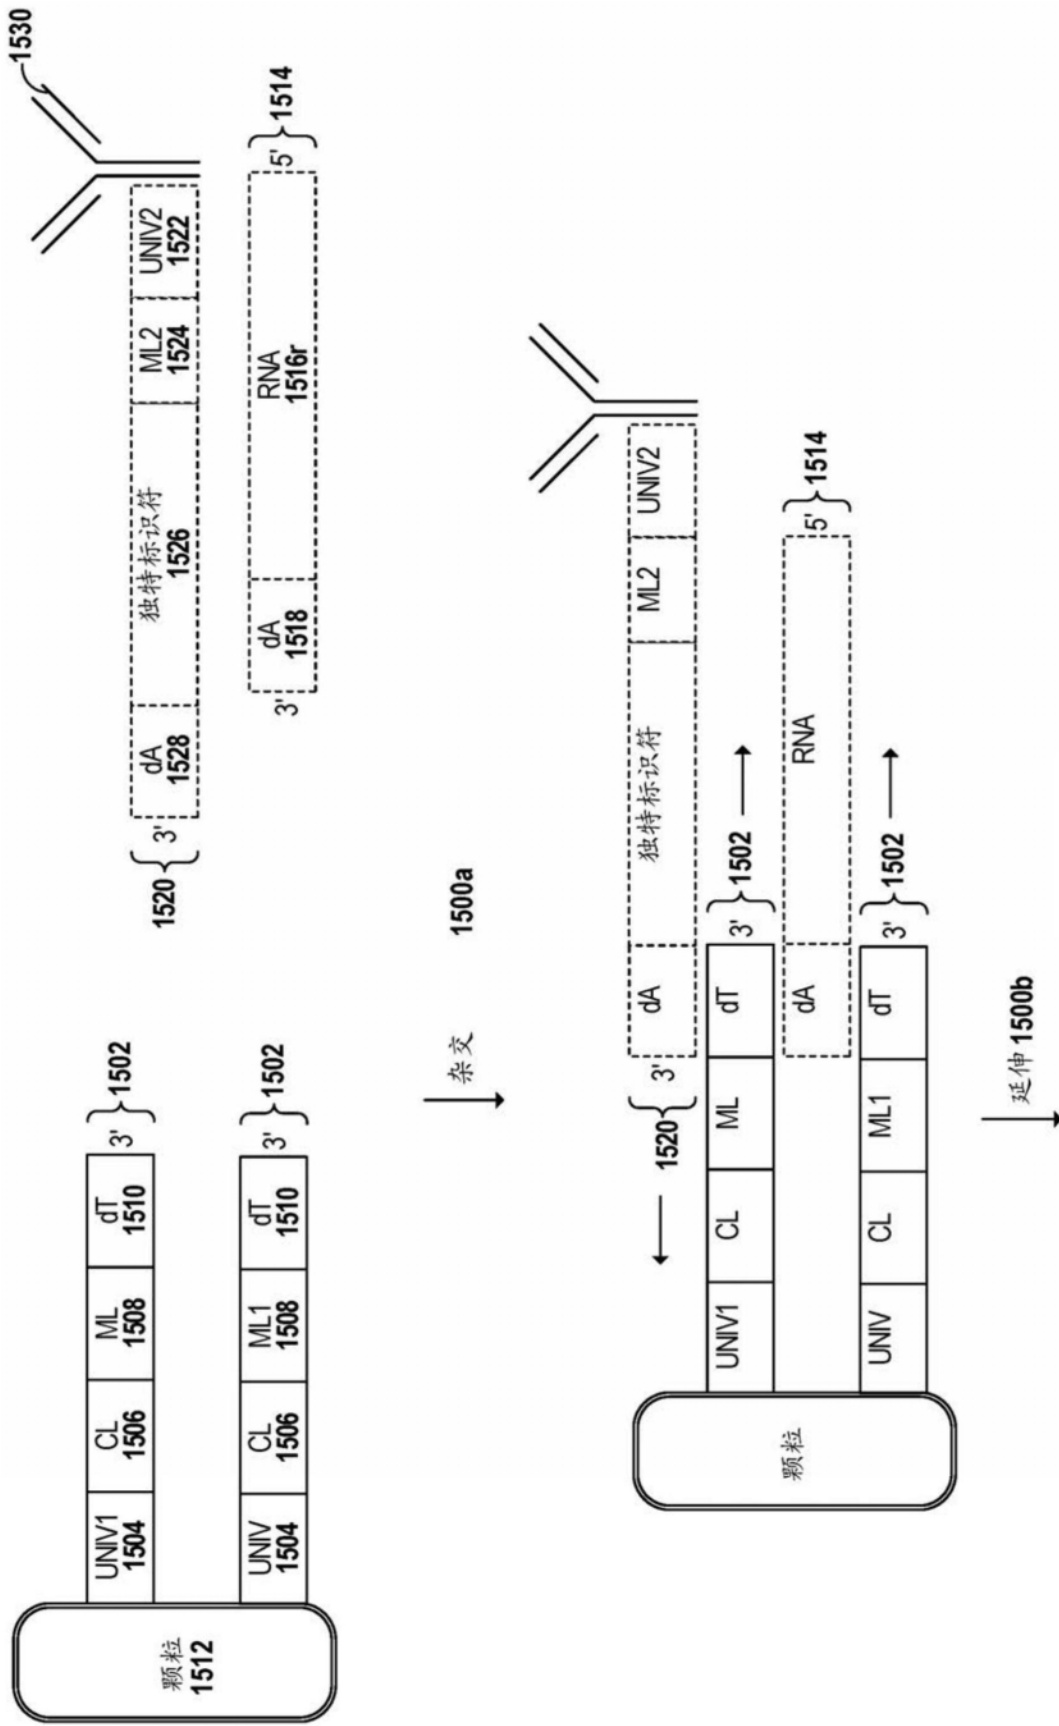 1530
UNIV2
1522
ML2
1524
独特标识符
1526
dA
1528
3'
1520
5'
1514
RNA
1516r
dA
1518
3'
UNIV1
1504
CL
1506
ML
1508
dT
1510
3'
1502
UNIV
1504
CL
1506
ML1
1508
dT
1510
3'
1502
颗粒
1512
杂交
1500a
UNIV2
ML2
独特标识符
dA
3'
1520
UNIV1
CL
ML
dT
3'
1502
5'
1514
RNA
dA
UNIV
CL
ML1
dT
3'
1502
颗粒
延伸 1500b